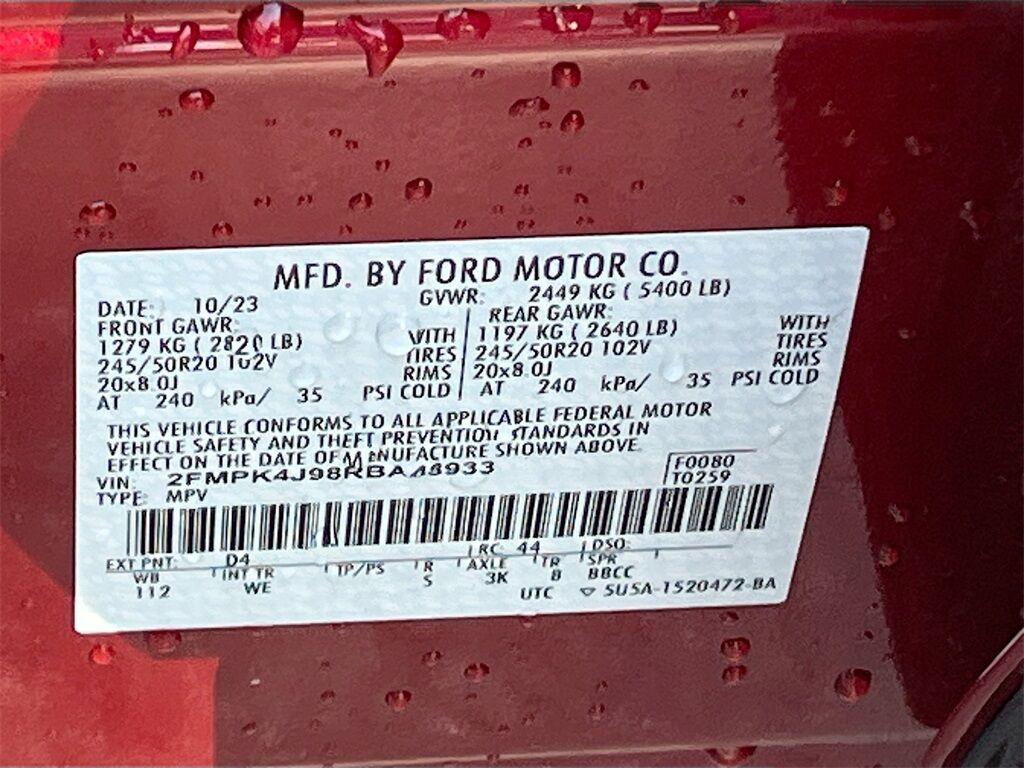 MFD. BY FORD MOTOR CO.
DATE: 10/23 GVWR: 2449 KG ( 5400 LB)
FRONT GAWR: REAR GAWR:
1279 KG ( 2820 LB) WITH 1197 KG ( 2640 LB) WITH
245/50R20 102V TIRES 245/50R20 102V TIRES
20x8.0J RIMS 20x8.0J RIMS
AT 240 kPa/ 35 PSI COLD AT 240 kPa/ 35 PSI COLD
THIS VEHICLE CONFORMS TO ALL APPLICABLE FEDERAL MOTOR
VEHICLE SAFETY AND THEFT PREVENTION STANDARDS IN
EFFECT ON THE DATE OF MANUFACTURE SHOWN ABOVE.
VIN: F0080
TYPE: MPV T0259
EXT PNT: D4 RC: 44 DSO:
WB INT TR TP/PS R AXLE TR SPR
112 WE S 3K 8 BBCC
UTC ▽ 5U5A-1520472-BA